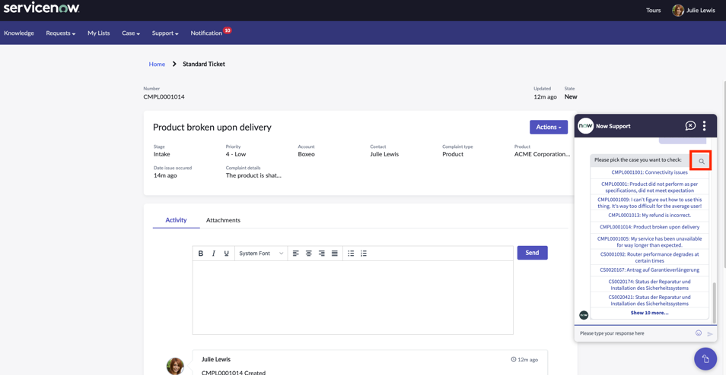 servicenow
Tours
Julie Lewis
Knowledge
Requests
My Lists
Case
Support
Notification
10
Home
Standard Ticket
Number
CMPL0001014
Updated
12m ago
State
New
Product broken upon delivery
Actions
Stage
Intake
Priority
4 - Low
Account
Boxeo
Contact
Julie Lewis
Complaint type
Product
Product
ACME Corporation...
Date issue occured
14m ago
Complaint details
The product is shat...
Activity
Attachments
B I U System Font
Send
Julie Lewis
12m ago
CMPL0001014 Created
now
Now Support
Please pick the case you want to check:
CMPL0001001: Connectivity issues
CMPL00001: Product did not perform as per
specifications, did not meet expectation
CMPL0001009: I can't figure out how to use this
thing. It's way too difficult for the average user!
CMPL0001013: My refund is incorrect.
CMPL0001014: Product broken upon delivery
CMPL0001005: My service has been unavailable
for way longer than expected.
CS0001092: Router performance degrades at
certain times
CS0020167: Antrag auf Garantieverlängerung
CS0020174: Status der Reparatur und
Installation des Sicherheitssystems
CS0020421: Status der Reparatur und
Installation des Sicherheitssystems
Show 10 more...
now
Please type your response here